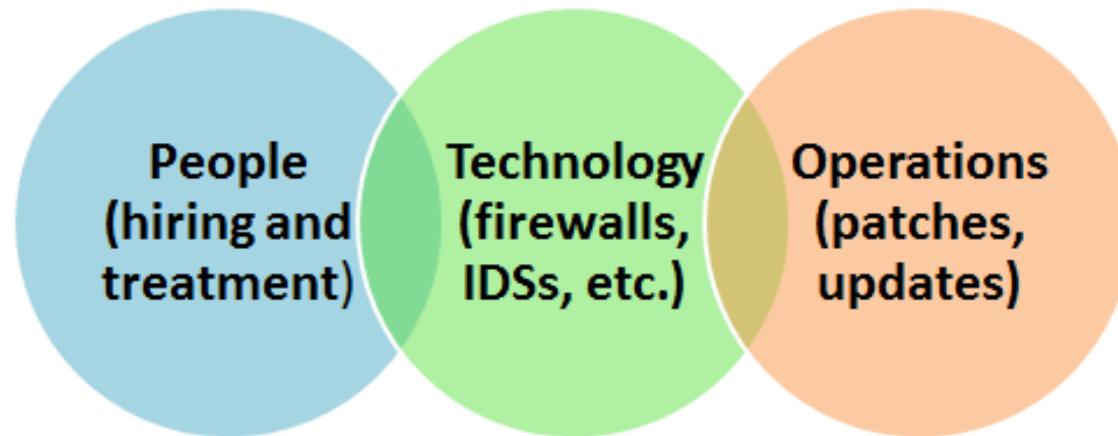 People
(hiring and
treatment)
Technology
(firewalls,
IDSs, etc.)
Operations
(patches,
updates)